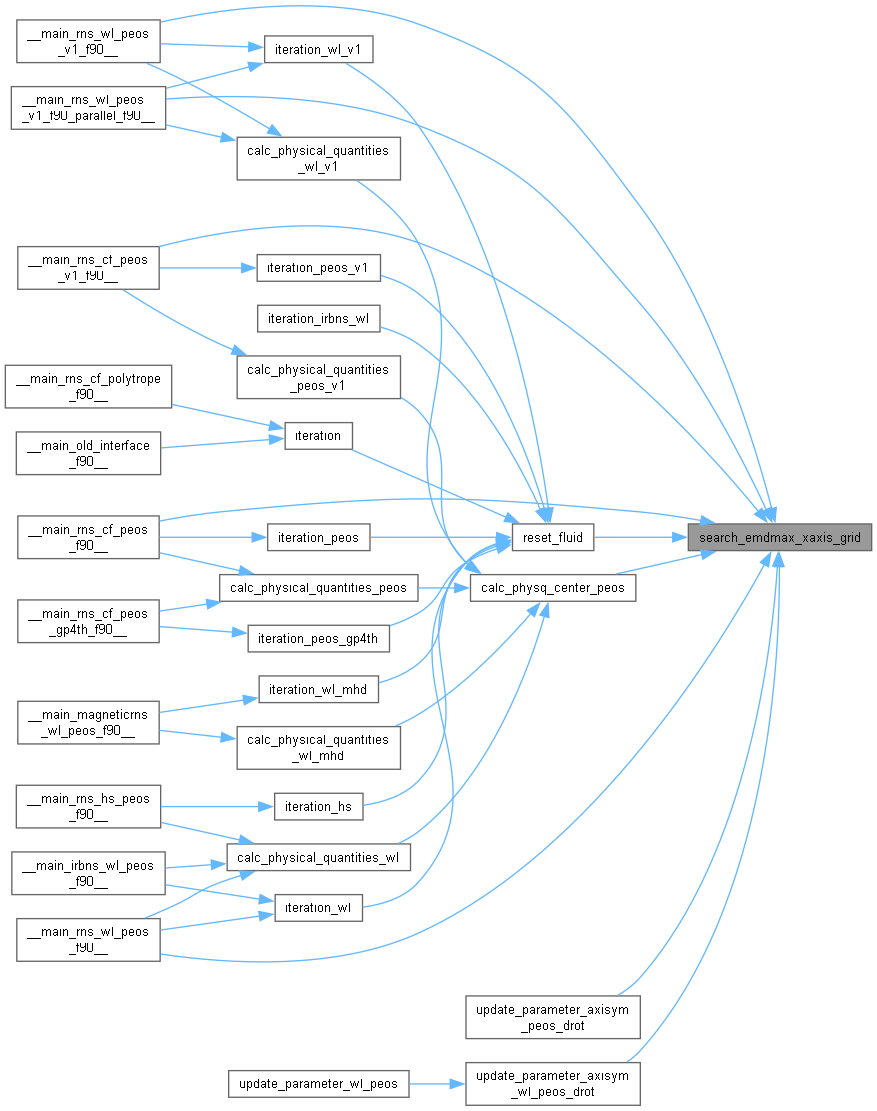 __main_rns_wl_peos
_v1_f90__
iteration_wl_v1
__main_rns_wl_peos
_v1_f90_parallel_f90__
calc_physical_quantities
_wl_v1
__main_rns_cf_peos
_v1_f90__
iteration_peos_v1
iteration_irbns_wl
calc_physical_quantities
_peos_v1
__main_rns_cf_polytrope
_f90__
iteration
__main_old_interface
_f90__
__main_rns_cf_peos
_f90__
iteration_peos
reset_fluid
search_emdmax_xaxis_grid
calc_physical_quantities_peos
calc_physq_center_peos
__main_rns_cf_peos
_gp4th_f90__
iteration_peos_gp4th
iteration_wl_mhd
__main_magneticrns
_wl_peos_f90__
calc_physical_quantities
_wl_mhd
__main_rns_hs_peos
_f90__
iteration_hs
calc_physical_quantities_wl
__main_irbns_wl_peos
_f90__
iteration_wl
__main_rns_wl_peos
_f90__
update_parameter_axisym
_peos_drot
update_parameter_wl_peos
update_parameter_axisym
_wl_peos_drot